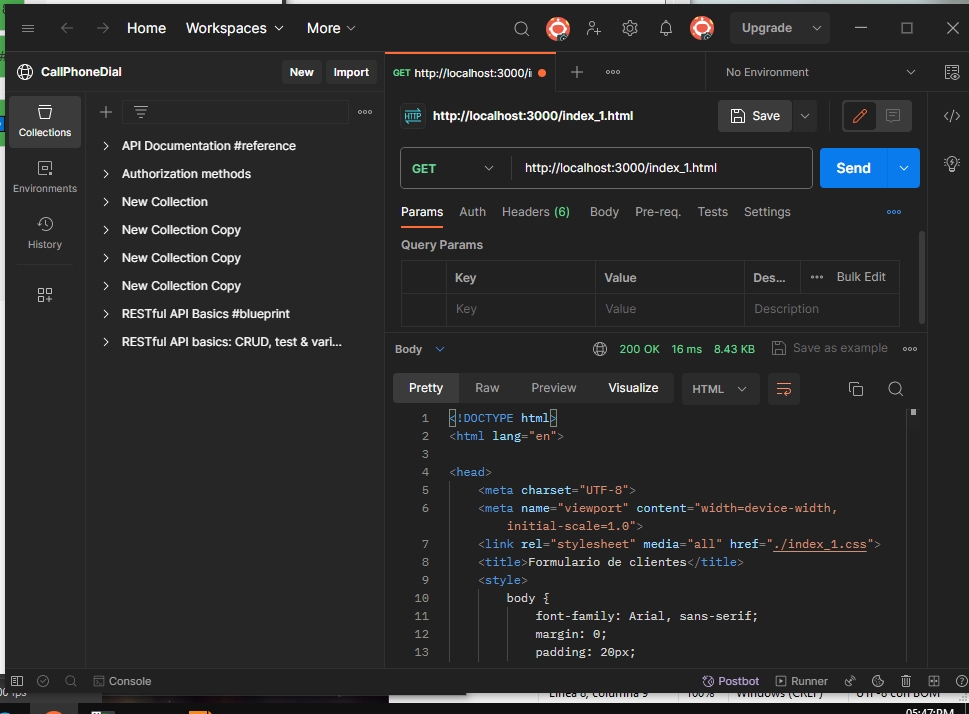 Home Workspaces More Upgrade
CallPhoneDial New Import GET http://localhost:3000/i No Environment
Collections
Environments
History
API Documentation #reference
Authorization methods
New Collection
New Collection Copy
New Collection Copy
New Collection Copy
RESTful API Basics #blueprint
RESTful API basics: CRUD, test & vari...
HTTP http://localhost:3000/index_1.html Save
GET http://localhost:3000/index_1.html Send
Params Auth Headers (6) Body Pre-req. Tests Settings
Query Params
Key Value Des... Bulk Edit
Key Value Description
Body 200 OK 16 ms 8.43 KB Save as example
Pretty Raw Preview Visualize HTML
1 <!DOCTYPE html>
2 <html lang="en">
3
4 <head>
5 <meta charset="UTF-8">
6 <meta name="viewport" content="width=device-width,
initial-scale=1.0">
7 <link rel="stylesheet" media="all" href="./index_1.css">
8 <title>Formulario de clientes</title>
9 <style>
10 body {
11 font-family: Arial, sans-serif;
12 margin: 0;
13 padding: 20px;
Console Postbot Runner
Línea 8, columna 9 100% Windows (CRLF) UTF-8 con BOM
05:47 PM